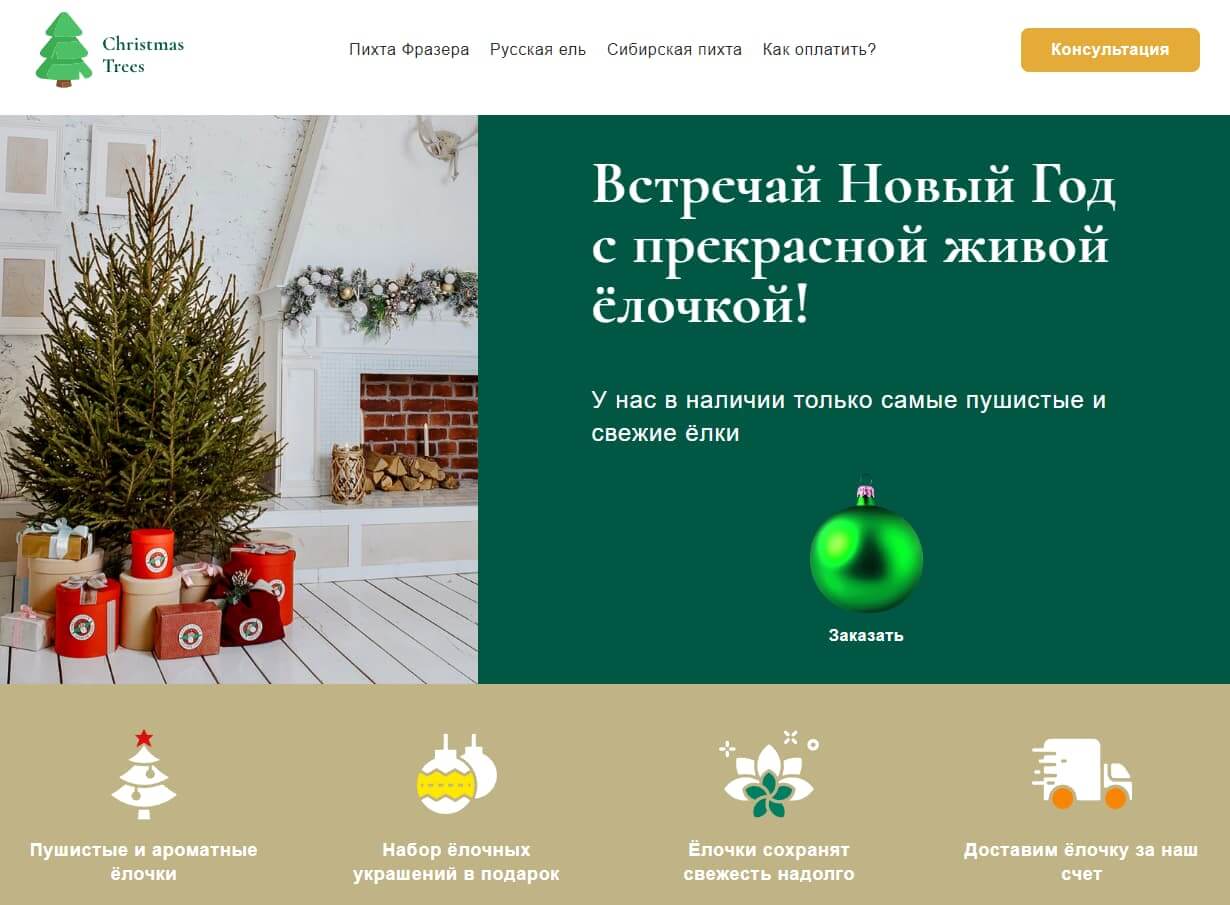 Christmas
Trees
Пихта Фразера
Русская ель
Сибирская пихта
Как оплатить?
Консультация
Встречай Новый Год
с прекрасной живой
ёлочкой!
У нас в наличии только самые пушистые и
свежие ёлки
Заказать
Пушистые и ароматные
ёлочки
Набор ёлочных
украшений в подарок
Ёлочки сохранят
свежесть надолго
Доставим ёлочку за наш
счет